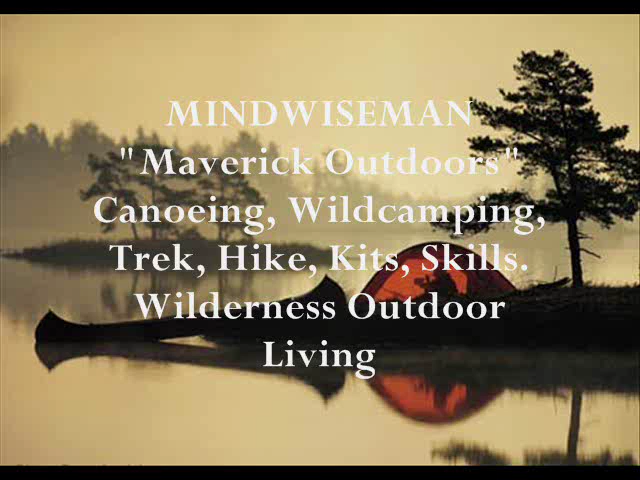 MINDWISEMAN
"Maverick Outdoors"
Canoeing, Wildcamping,
Trek, Hike, Kits, Skills.
Wilderness Outdoor
Living